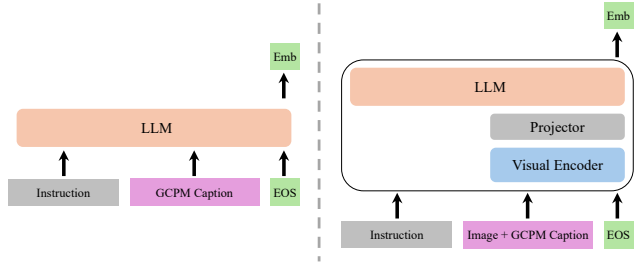 Emb
LLM
Instruction
GCPM Caption
EOS
Emb
LLM
Projector
Visual Encoder
Instruction
Image + GCPM Caption
EOS